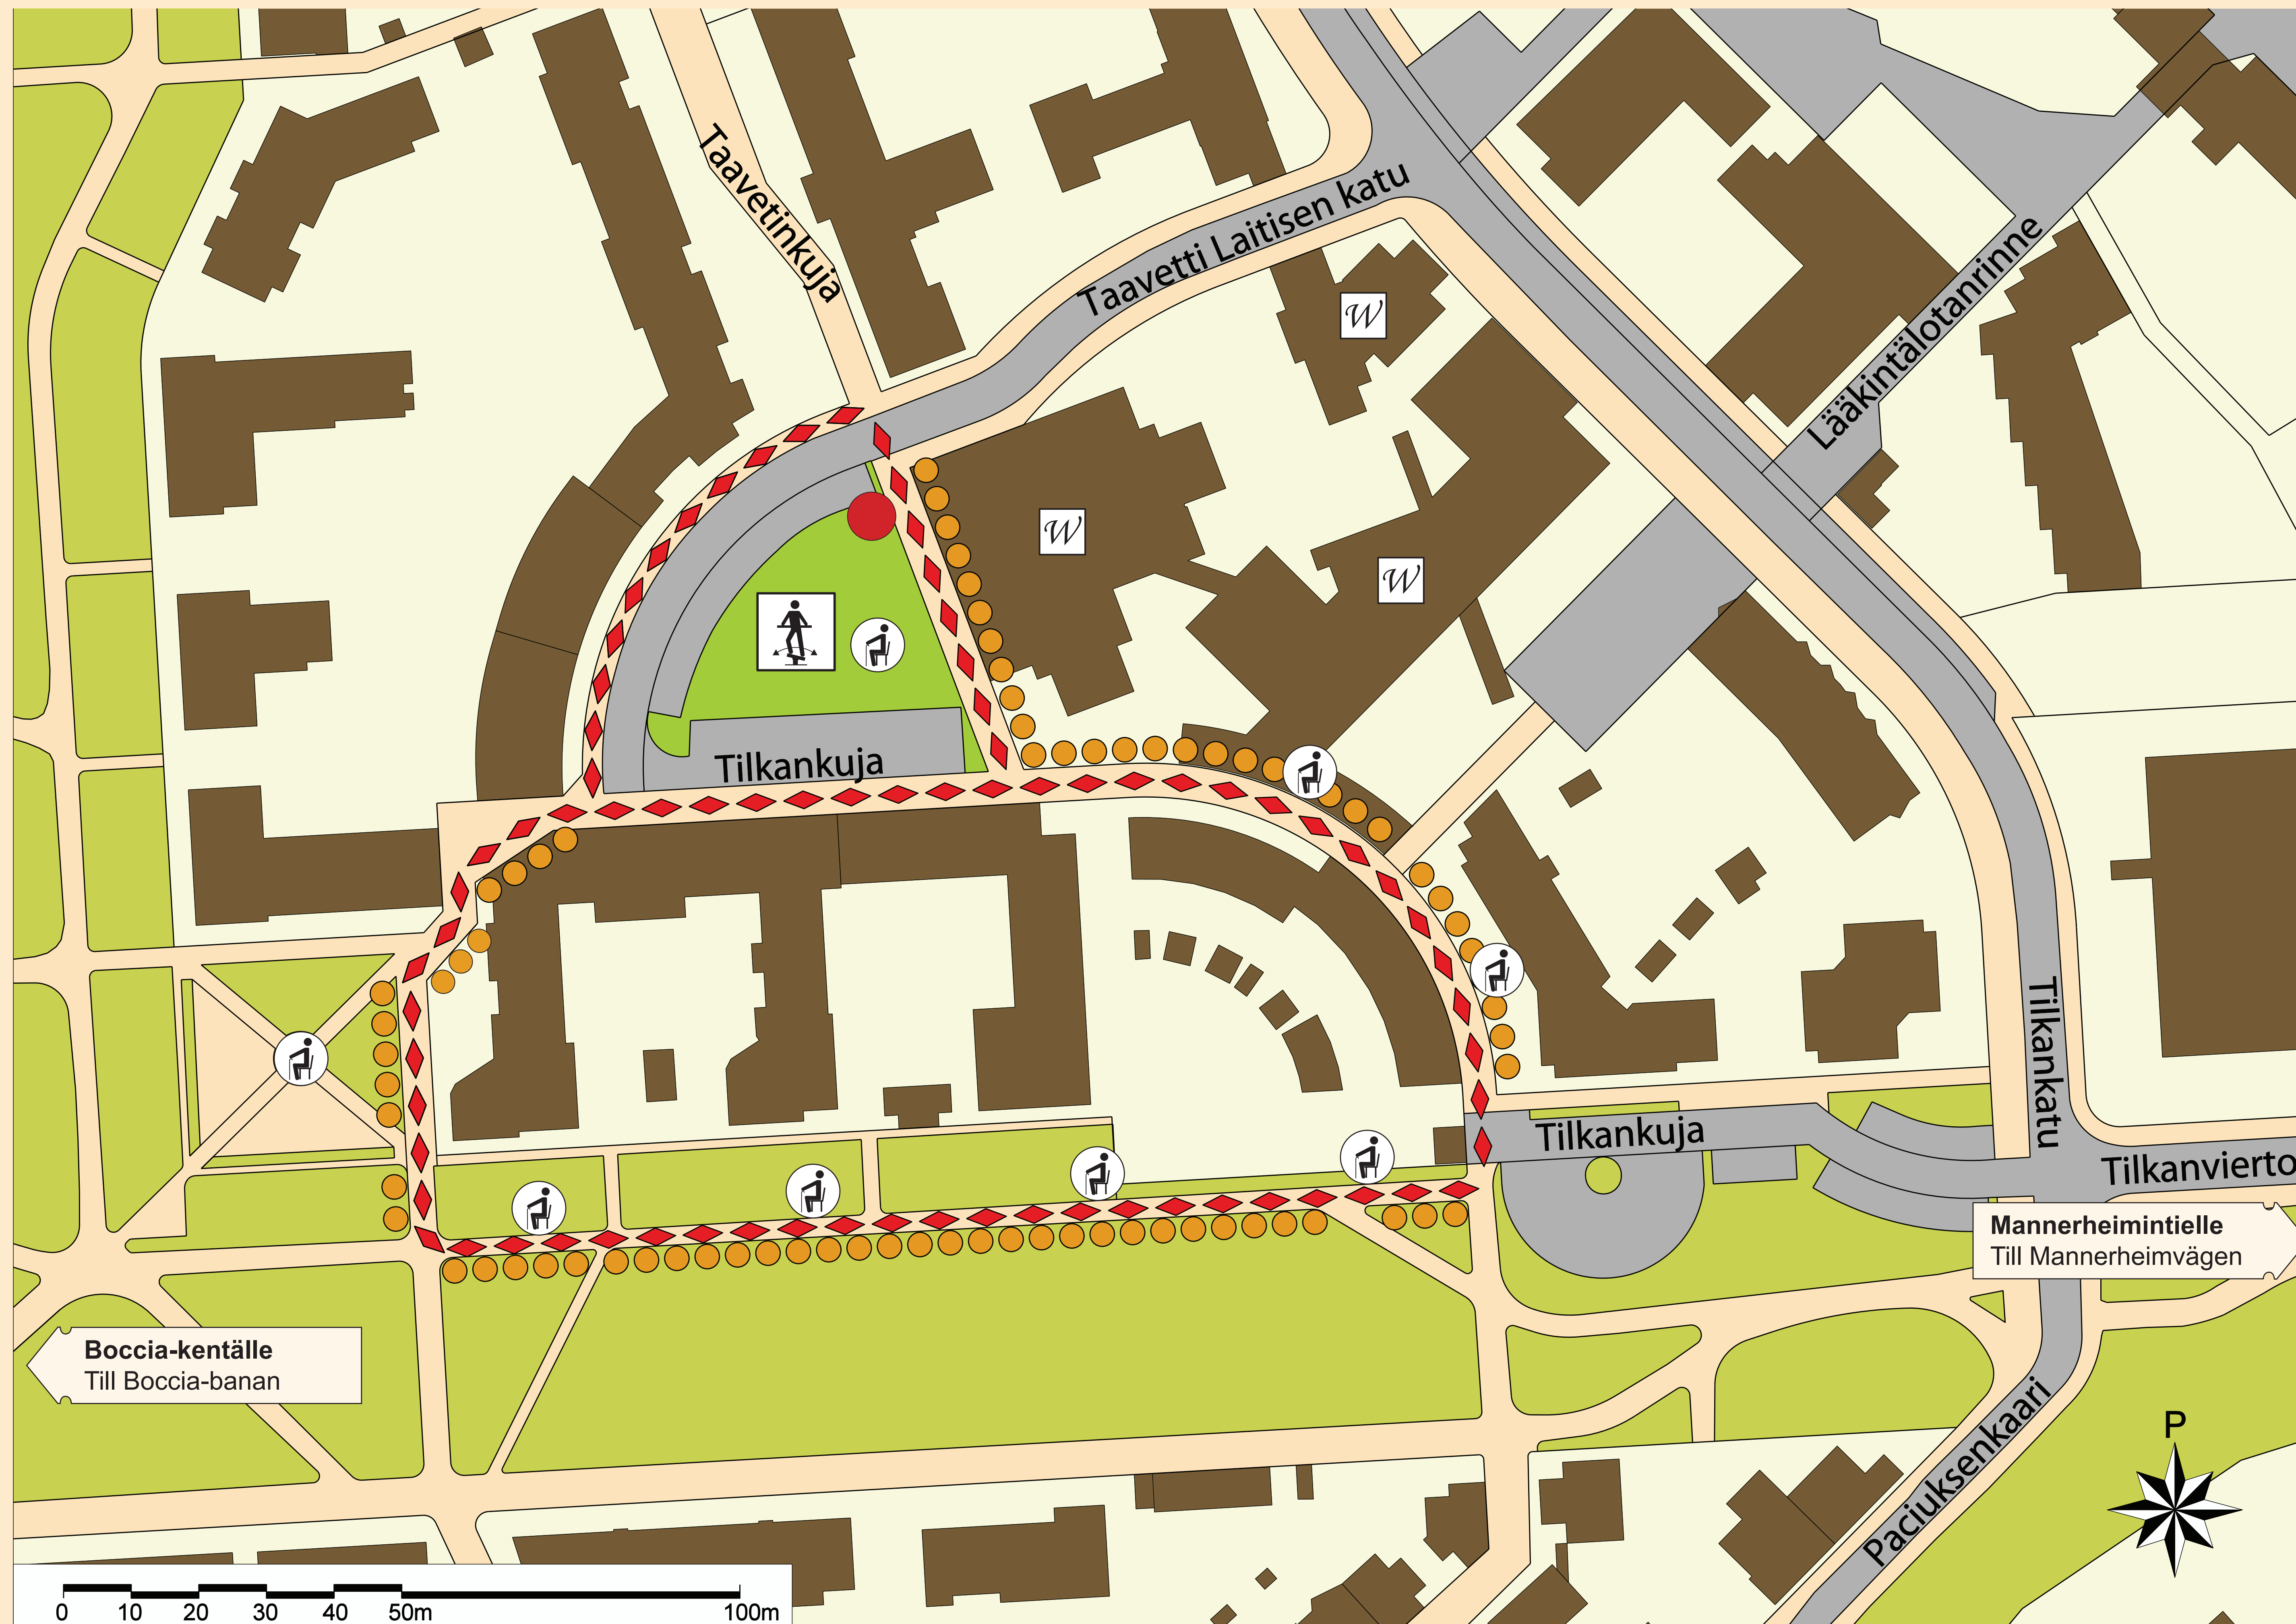 Taavetinkuja
Taavetti Laitisen katu
Lääkintälotanrinne
W
W
W
Tilkankuja
Tilkankatu
Tilkankuja
Tilkanvierto
Mannerheimintielle
Till Mannerheimvägen
Boccia-kentälle
Till Boccia-banan
Paciuksenkaari
P
0 10 20 30 40 50m 100m